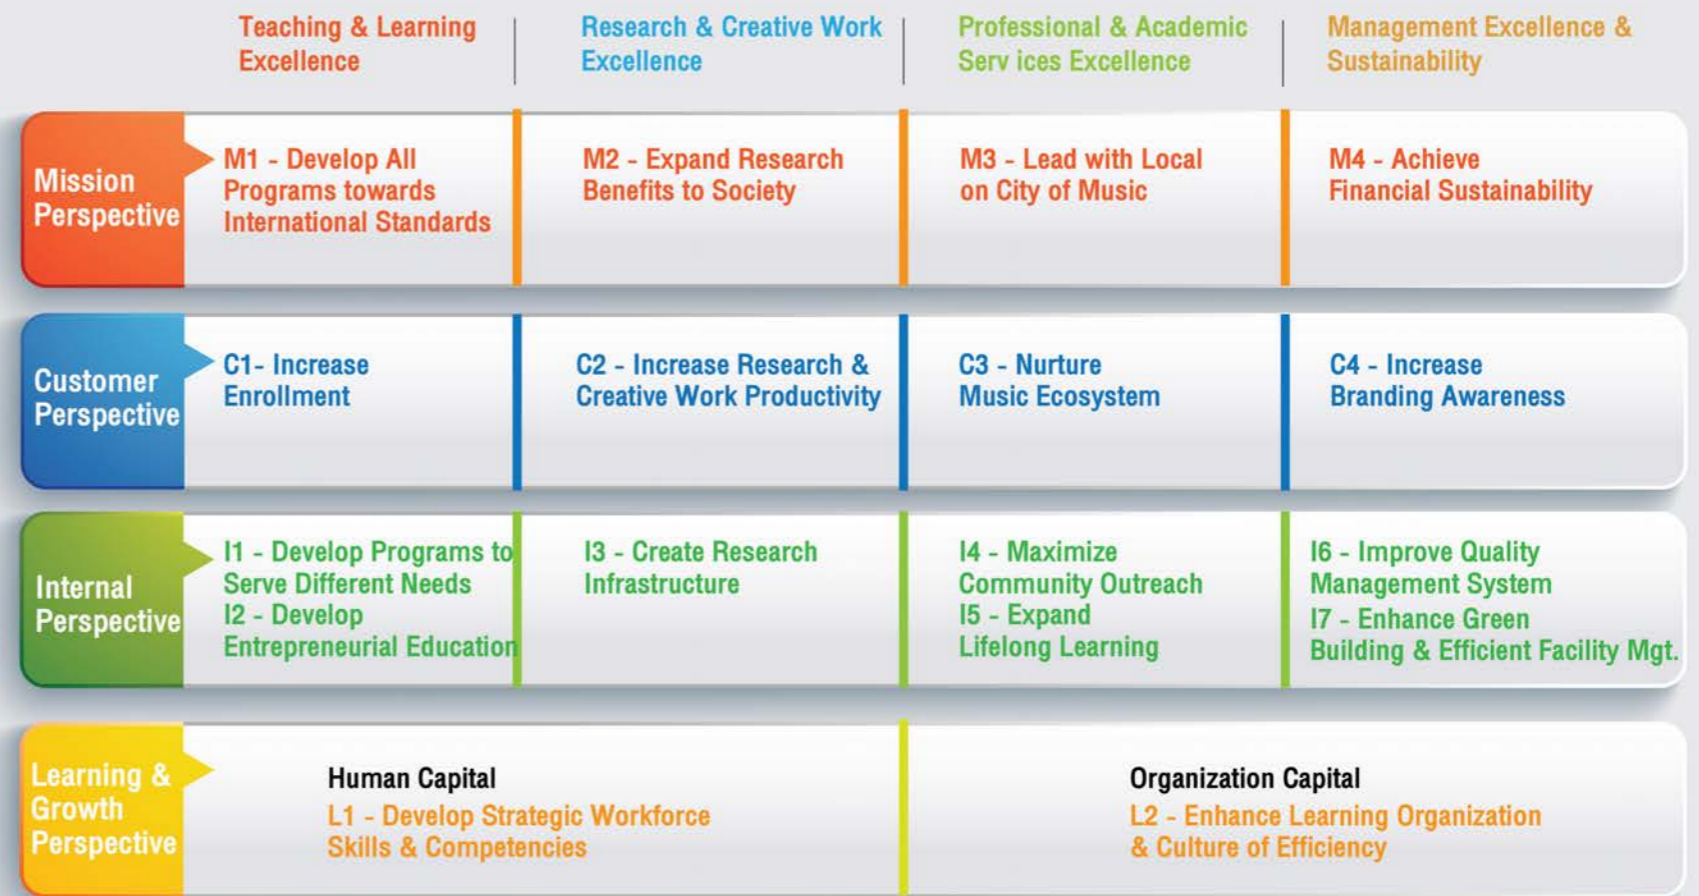 Teaching & Learning
Excellence
Research & Creative Work
Excellence
Professional & Academic
Serv ices Excellence
Management Excellence &
Sustainability
Mission
Perspective
M1 - Develop All
Programs towards
International Standards
M2 - Expand Research
Benefits to Society
M3 - Lead with Local
on City of Music
M4 - Achieve
Financial Sustainability
Customer
Perspective
C1- Increase
Enrollment
C2 - Increase Research &
Creative Work Productivity
C3 - Nurture
Music Ecosystem
C4 - Increase
Branding Awareness
Internal
Perspective
I1 - Develop Programs to
Serve Different Needs
I2 - Develop
Entrepreneurial Education
I3 - Create Research
Infrastructure
I4 - Maximize
Community Outreach
I5 - Expand
Lifelong Learning
I6 - Improve Quality
Management System
I7 - Enhance Green
Building & Efficient Facility Mgt.
Learning &
Growth
Perspective
Human Capital
L1 - Develop Strategic Workforce
Skills & Competencies
Organization Capital
L2 - Enhance Learning Organization
& Culture of Efficiency